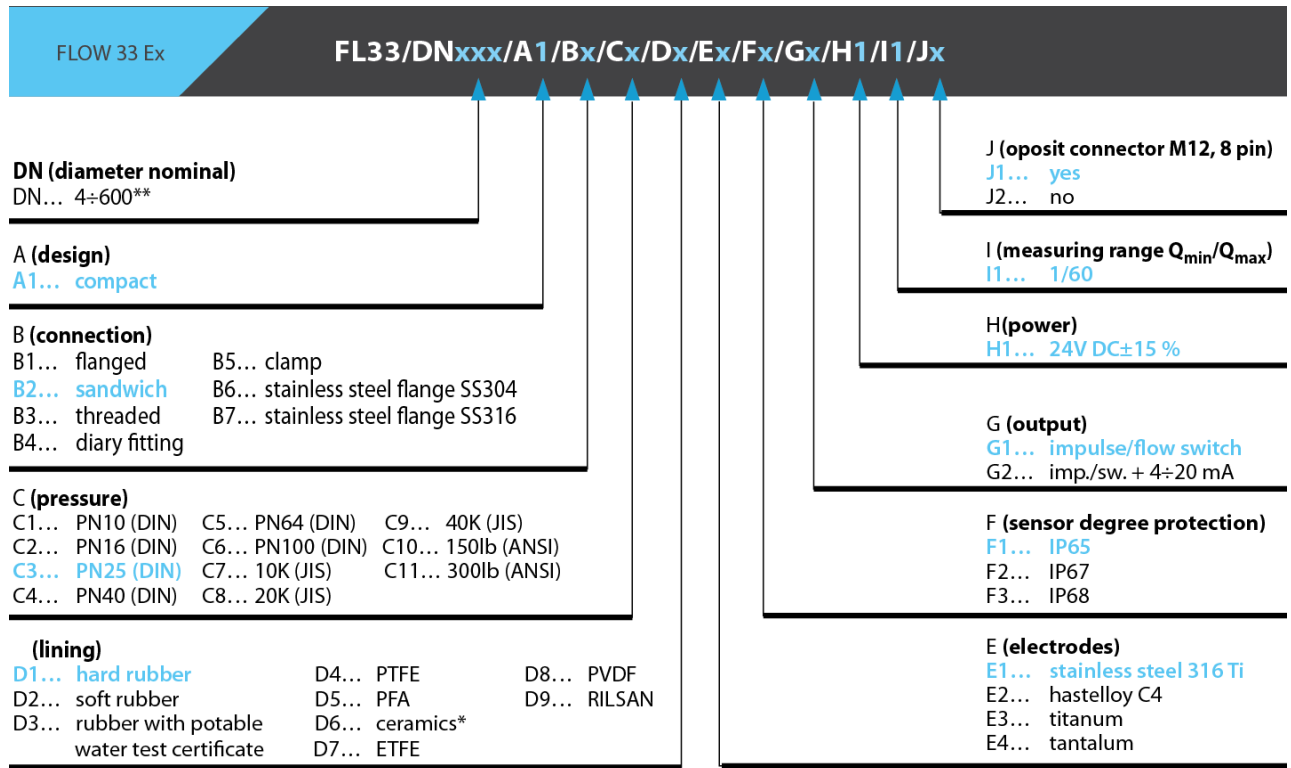 FLOW 33 Ex
FL33/DNxxx/A1/Bx/Cx/Dx/Ex/Fx/Gx/H1/I1/Jx
DN (diameter nominal)
DN... 4÷600**
A (design)
A1... compact
B (connection)
B1... flanged B5... clamp
B2... sandwich B6... stainless steel flange SS304
B3... threaded B7... stainless steel flange SS316
B4... diary fitting
C (pressure)
C1... PN10 (DIN) C5... PN64 (DIN) C9... 40K (JIS)
C2... PN16 (DIN) C6... PN100 (DIN) C10... 150lb (ANSI)
C3... PN25 (DIN) C7... 10K (JIS) C11... 300lb (ANSI)
C4... PN40 (DIN) C8... 20K (JIS)
(lining)
D1... hard rubber D4... PTFE D8... PVDF
D2... soft rubber D5... PFA D9... RILSAN
D3... rubber with potable D6... ceramics*
water test certificate D7... ETFE
J (oposit connector M12, 8 pin)
J1... yes
J2... no
I (measuring range Qmin/Qmax)
I1... 1/60
H(power)
H1... 24V DC±15 %
G (output)
G1... impulse/flow switch
G2... imp./sw. + 4÷20 mA
F (sensor degree protection)
F1... IP65
F2... IP67
F3... IP68
E (electrodes)
E1... stainless steel 316 Ti
E2... hastelloy C4
E3... titanum
E4... tantalum